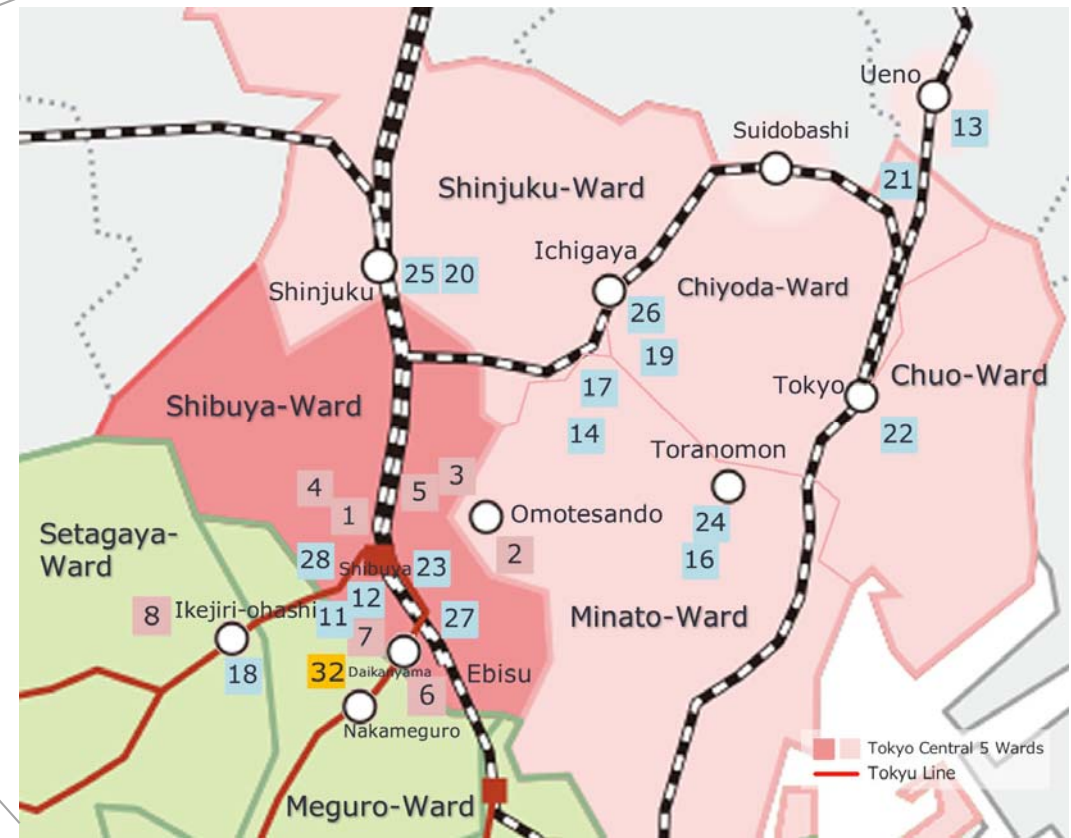 Ueno
13
Suidobashi
21
Shinjuku-Ward
Ichigaya
25 20
Shinjuku
Chiyoda-Ward
26
19
Tokyo
Chuo-Ward
17
Shibuya-Ward
14
22
Toranomon
4
5
3
1
Omotesando
24
2
16
Setagaya-
Ward
28
Shibuya
23
12
8
Ikejiri-ohashi
11
27
7
Minato-Ward
18
32
Daikanyama
Ebisu
6
Nakameguro
Meguro-Ward
Tokyo Central 5 Wards
Tokyu Line